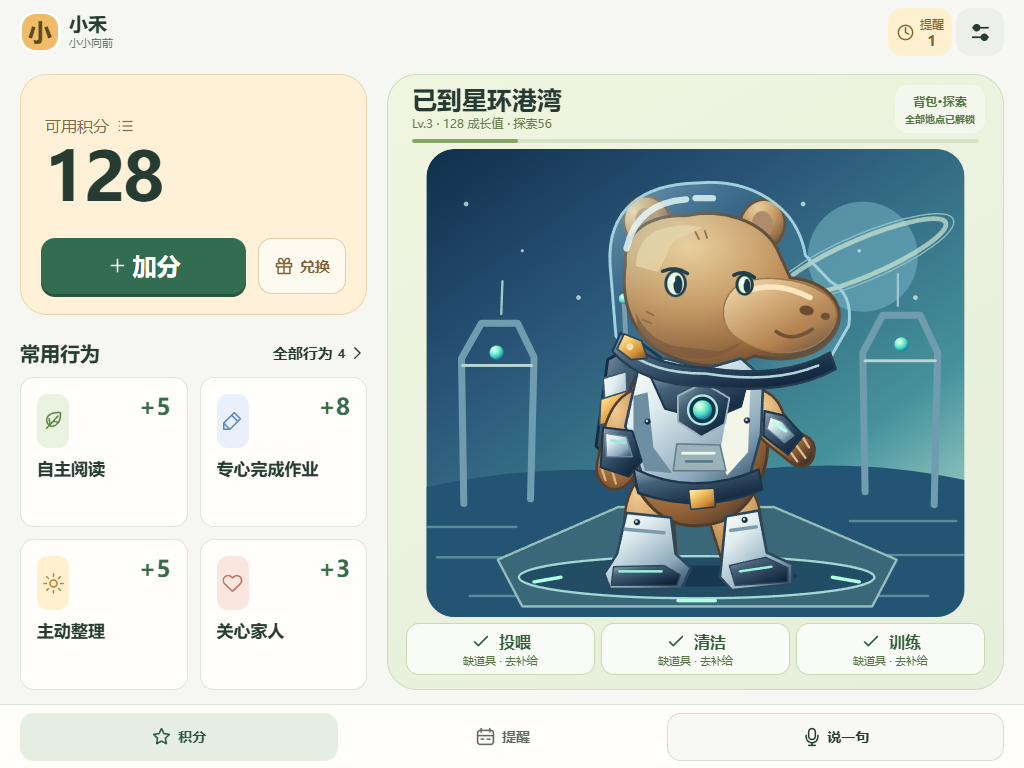 小
小禾
小小向前
提醒
1
可用积分
128
+ 加分
兑换
已到星环港湾
Lv.3 · 128 成长值 · 探索56
背包•探索
全部地点已解锁
常用行为
全部行为 4
+5
自主阅读
+8
专心完成作业
+5
主动整理
+3
关心家人
投喂
缺道具 · 去补给
清洁
缺道具 · 去补给
训练
缺道具 · 去补给
积分
提醒
说一句